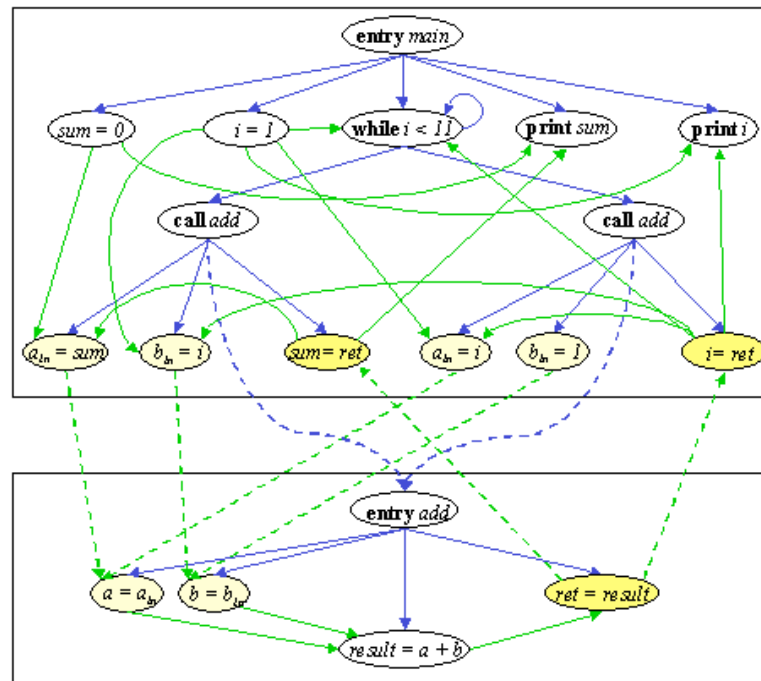 entry main
sum = 0
i = 1
while i < 11
print sum
print i
call add
call add
a_in = sum
b_in = i
sum = ret
a_in = i
b_in = 1
i = ret
entry add
a = a_in
b = b_in
ret = result
result = a + b